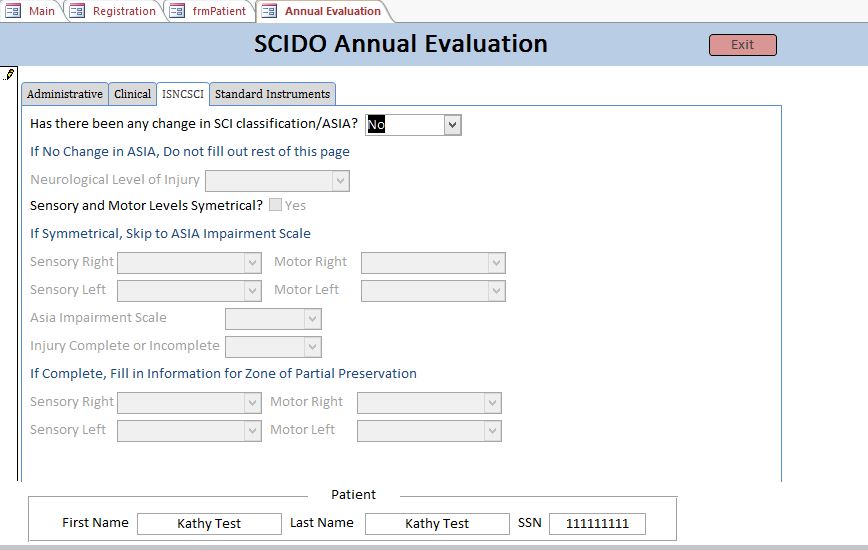 Main Registration frmPatient Annual Evaluation
SCIDO Annual Evaluation Exit
Administrative Clinical ISNCSCI Standard Instruments
Has there been any change in SCI classification/ASIA? No
If No Change in ASIA, Do not fill out rest of this page
Neurological Level of Injury
Sensory and Motor Levels Symetrical? Yes
If Symmetrical, Skip to ASIA Impairment Scale
Sensory Right Motor Right
Sensory Left Motor Left
Asia Impairment Scale
Injury Complete or Incomplete
If Complete, Fill in Information for Zone of Partial Preservation
Sensory Right Motor Right
Sensory Left Motor Left
Patient
First Name Kathy Test Last Name Kathy Test SSN 111111111